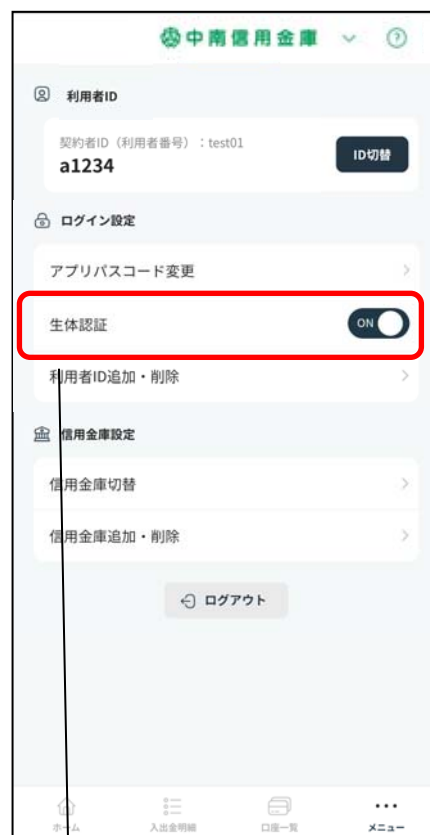 中南信用金庫
利用者ID
契約者ID（利用者番号）：test01
a1234
ID切替
ログイン設定
アプリパスコード変更
生体認証
ON
利用者ID追加・削除
信用金庫設定
信用金庫切替
信用金庫追加・削除
ログアウト
ホーム 入出金明細 口座一覧 メニュー